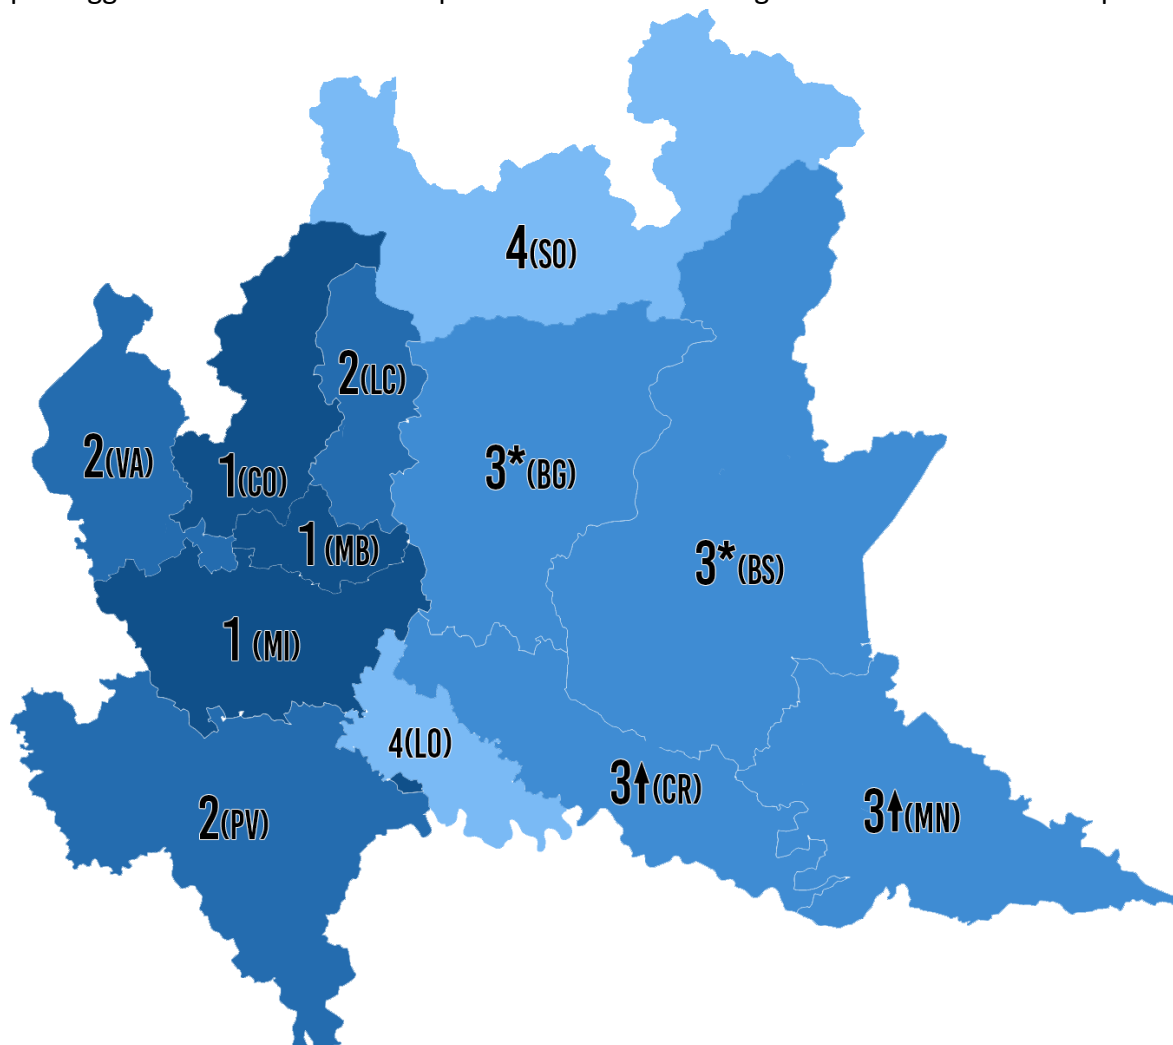 4(SO)
2(LC)
2(VA)
1(CO)
3*(BG)
1(MB)
3*(BS)
1(MI)
4(LO)
3↑(CR)
2(PV)
3↑(MN)